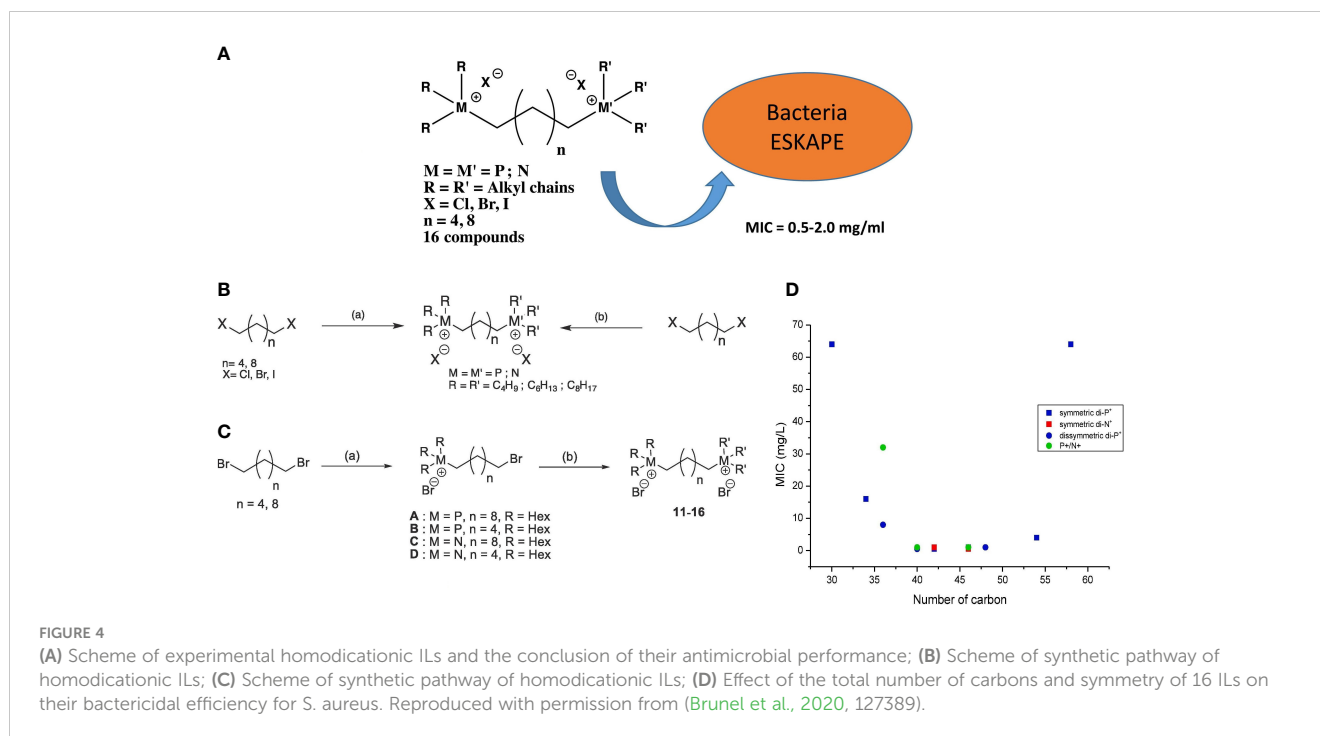 A
R
R
R
X⊖
M
⊕
n
⊖X
⊕
M'
R'
R'
R'
M = M' = P ; N
R = R' = Alkyl chains
X = Cl, Br, I
n = 4, 8
16 compounds
Bacteria
ESKAPE
MIC = 0.5-2.0 mg/ml
B
X
X
n
n= 4, 8
X= Cl, Br, I
(a)
R
R
R
M
⊕
X⊖
n
R'
M'
R'
R'
⊕
X⊖
M = M' = P ; N
R = R' = C4H9 ; C6H13 ; C8H17
(b)
X
X
n
C
Br
Br
n
n = 4, 8
(a)
R
R
R
M
⊕
Br⊖
Br
n
A : M = P, n = 8, R = Hex
B : M = P, n = 4, R = Hex
C : M = N, n = 8, R = Hex
D : M = N, n = 4, R = Hex
(b)
R
R
R
M
⊕
Br⊖
n
R'
M
R'
R'
⊕
Br⊖
11-16
D
MIC (mg/L)
70
60
50
40
30
20
10
0
30
35
40
45
50
55
60
Number of carbon
symmetric di-P+
symmetric di-N+
dissymmetric di-P+
P+/N+
FIGURE 4
(A) Scheme of experimental homodicationic ILs and the conclusion of their antimicrobial performance; (B) Scheme of synthetic pathway of
homodicationic ILs; (C) Scheme of synthetic pathway of homodicationic ILs; (D) Effect of the total number of carbons and symmetry of 16 ILs on
their bactericidal efficiency for S. aureus. Reproduced with permission from (Brunel et al., 2020, 127389).